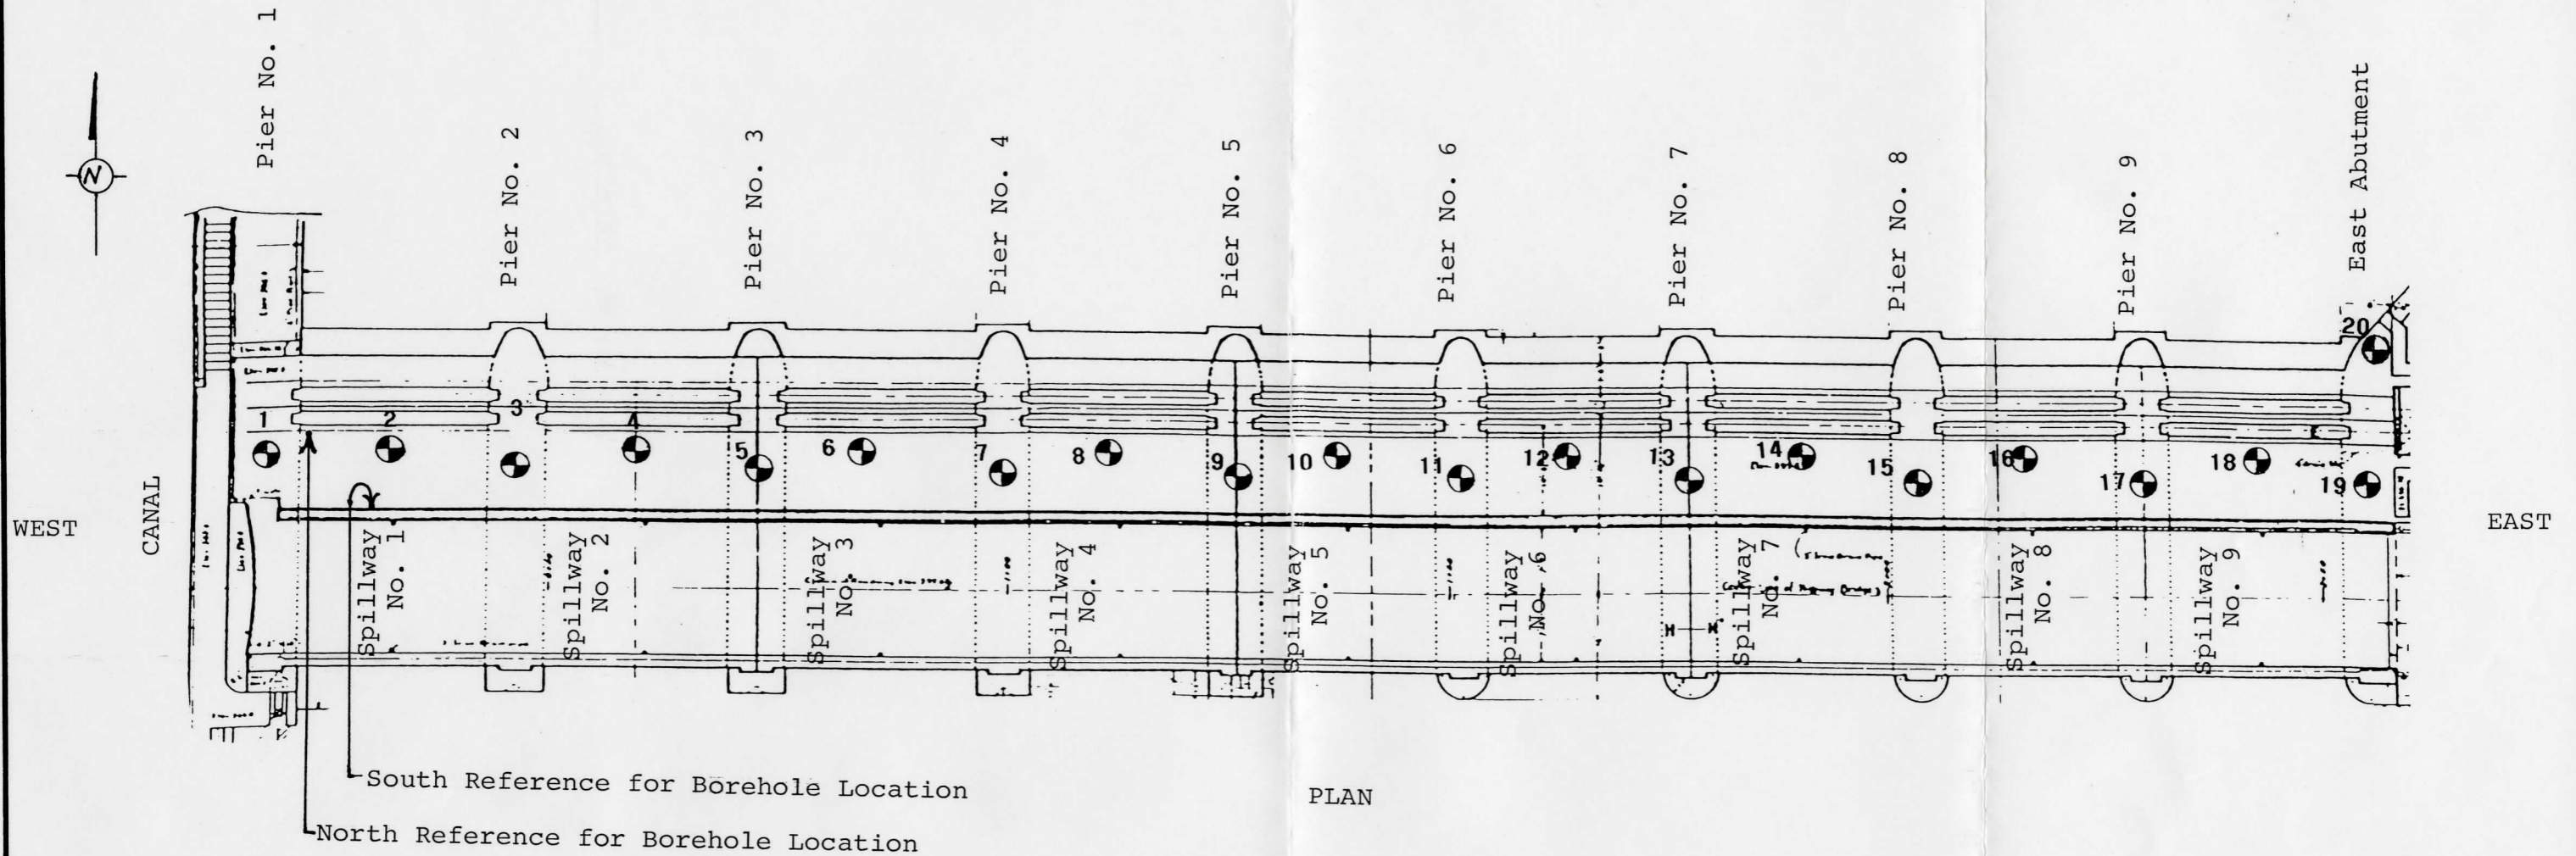 Pier No. 1
Pier No. 2
Pier No. 3
Pier No. 4
Pier No. 5
Pier No. 6
Pier No. 7
Pier No. 8
Pier No. 9
East Abutment
N
1
2
3
4
5
6
7
8
9
10
11
12
13
14
15
16
17
18
19
20
WEST
CANAL
EAST
Spillway
No. 1
Spillway
No. 2
Spillway
No. 3
Spillway
No. 4
Spillway
No. 5
Spillway
No. 6
Spillway
No. 7
Spillway
No. 8
Spillway
No. 9
H H
South Reference for Borehole Location
North Reference for Borehole Location
PLAN